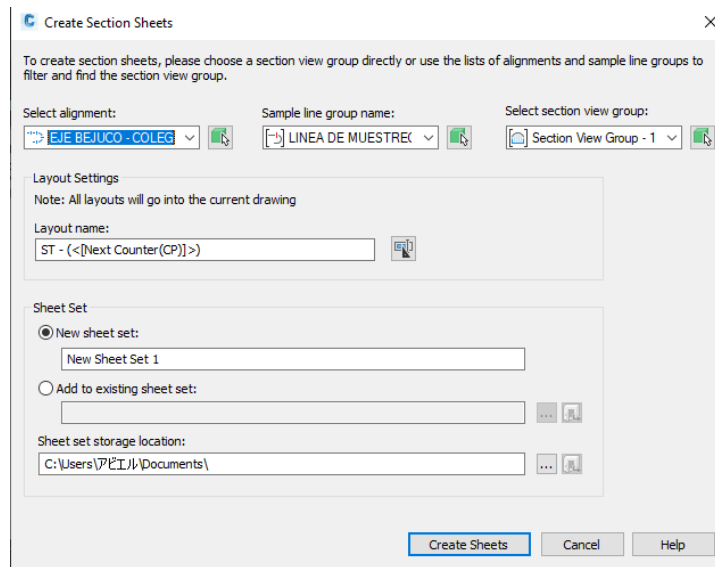 Create Section Sheets
To create section sheets, please choose a section view group directly or use the lists of alignments and sample line groups to
filter and find the section view group.
Select alignment:
Sample line group name:
Select section view group:
EJE BEJUCO - COLEG
LINEA DE MUESTREO
Section View Group - 1
Layout Settings
Note: All layouts will go into the current drawing
Layout name:
ST - (<[Next Counter(CP)]>)
Sheet Set
New sheet set:
New Sheet Set 1
Add to existing sheet set:
...
Sheet set storage location:
C:\Users\アビエル\Documents\
...
Create Sheets
Cancel
Help